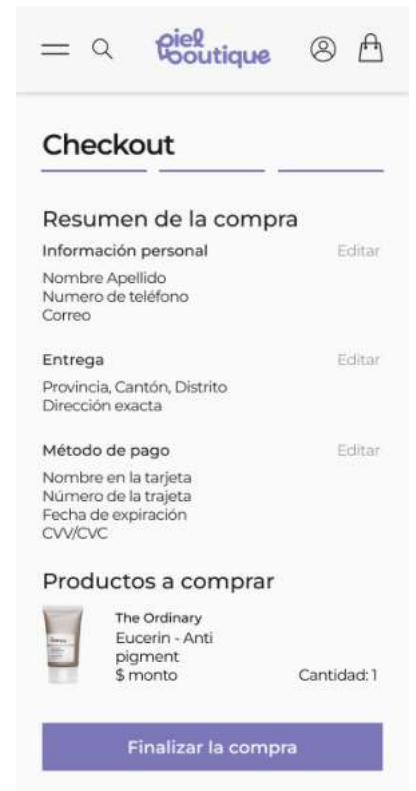 piel
boutique
Checkout
Resumen de la compra
Información personal Editar
Nombre Apellido
Numero de teléfono
Correo
Entrega Editar
Provincia, Cantón, Distrito
Dirección exacta
Método de pago Editar
Nombre en la tarjeta
Número de la trajeta
Fecha de expiración
CVV/CVC
Productos a comprar
The Ordinary
Eucerin - Anti
pigment
$ monto Cantidad: 1
Finalizar la compra